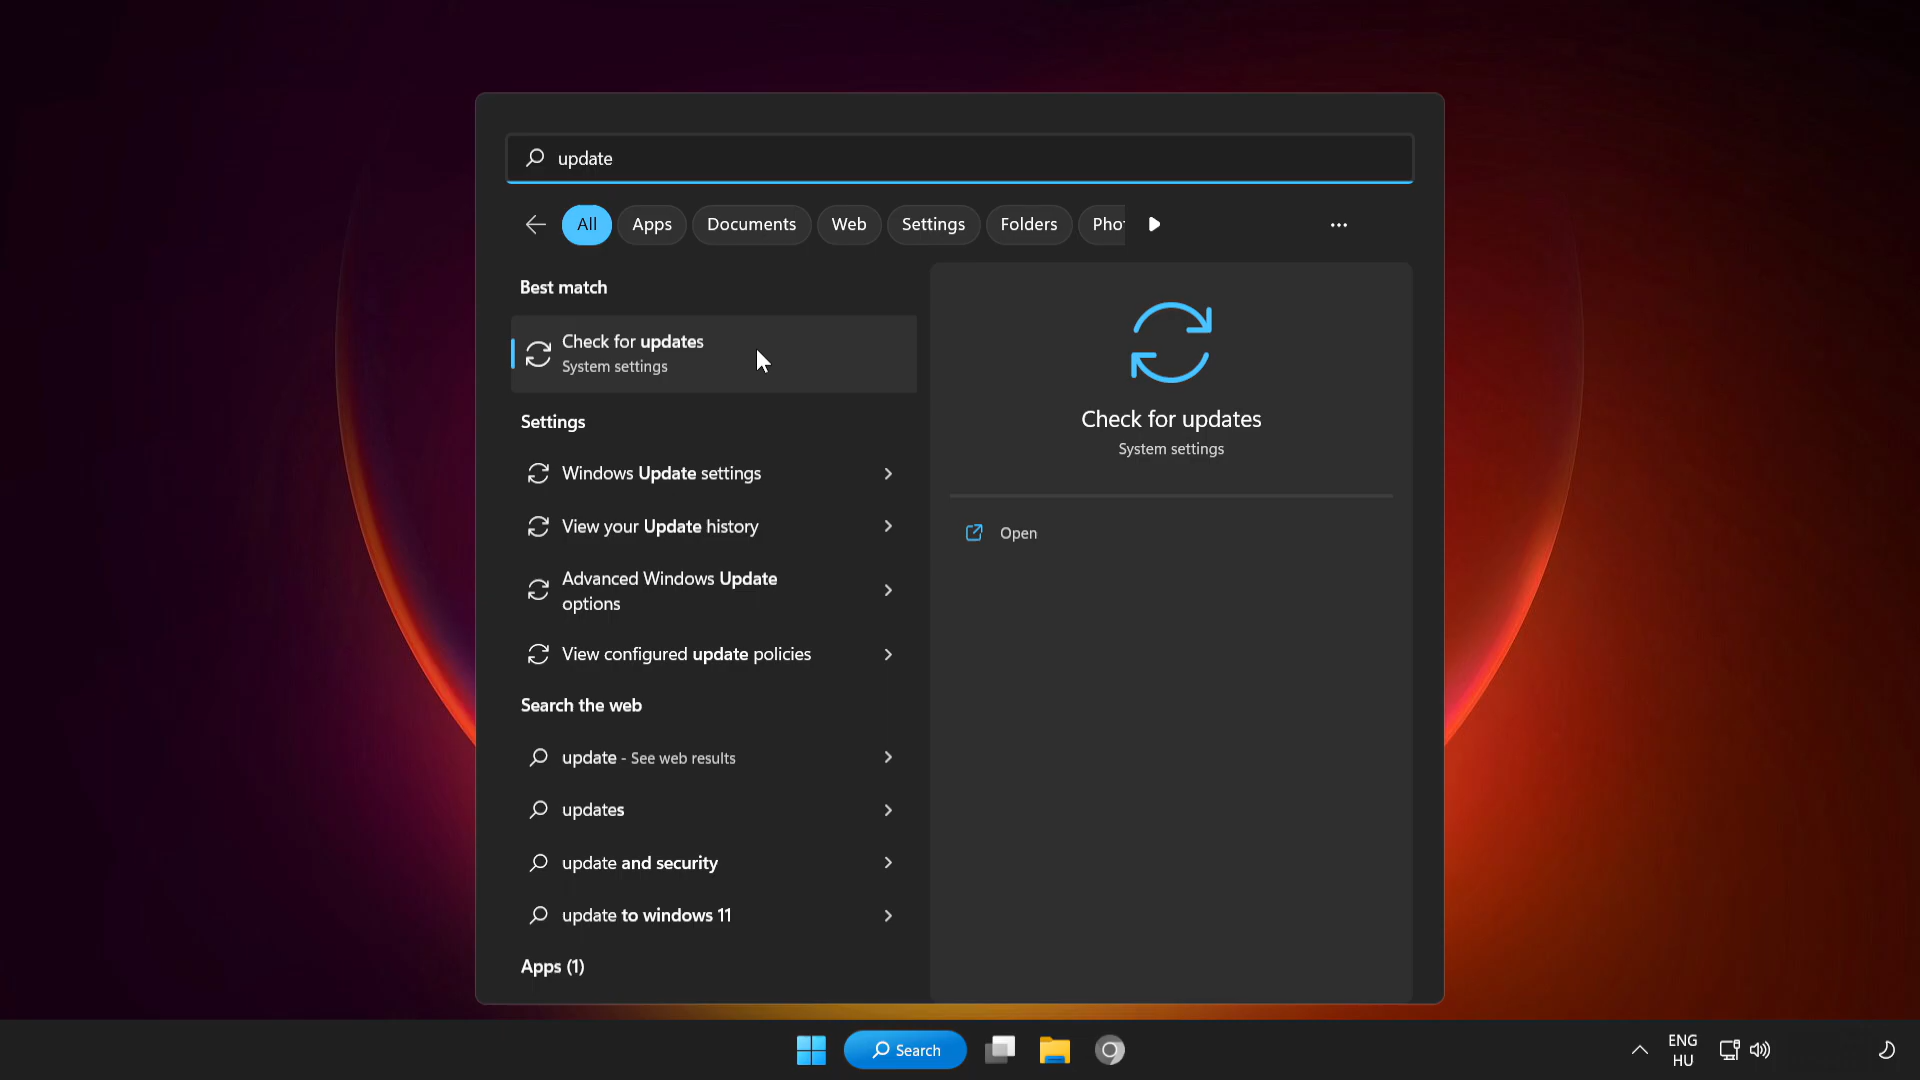 update
All
Apps
Documents
Web
Settings
Folders
Pho
Best match
Check for updates
System settings
Settings
Windows Update settings
View your Update history
Advanced Windows Update
options
View configured update policies
Search the web
update - See web results
updates
update and security
update to windows 11
Apps (1)
Check for updates
System settings
Open
Search
ENG
HU